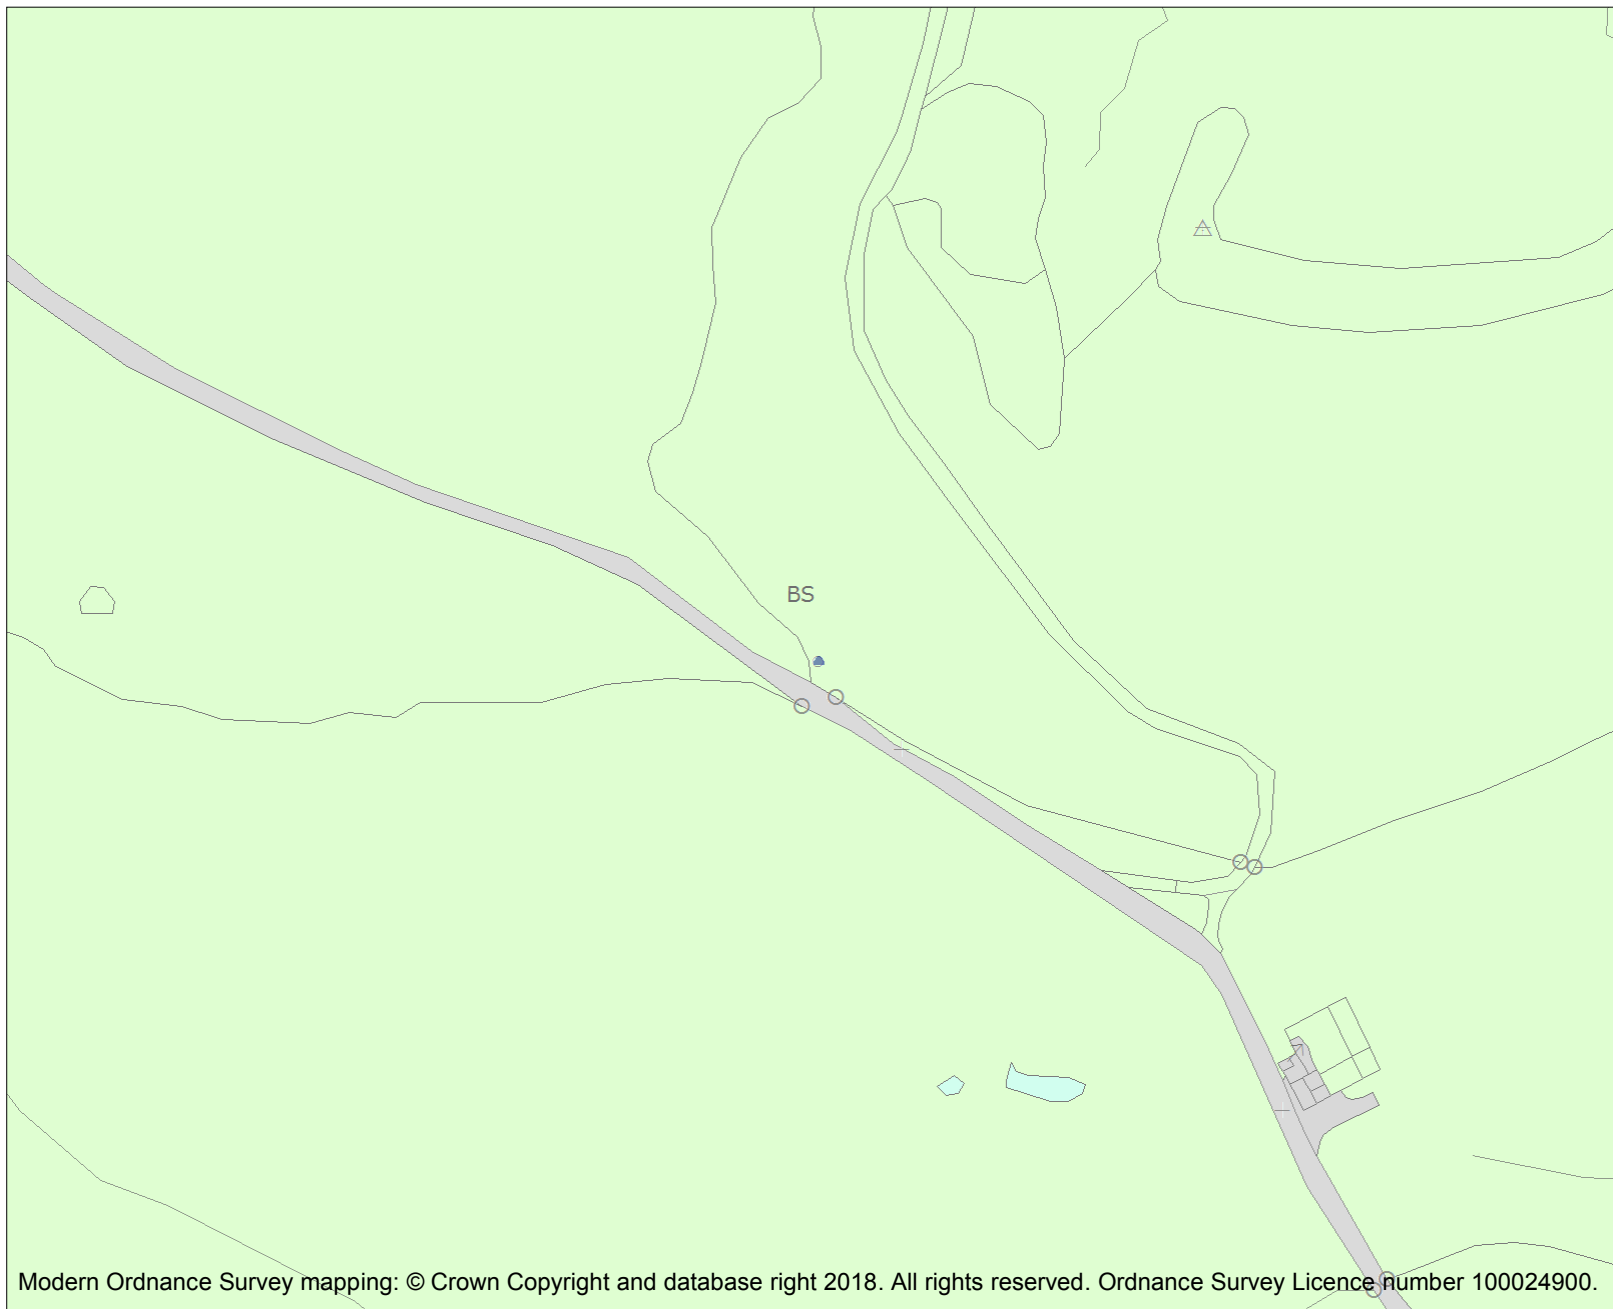 BS
Modern Ordnance Survey mapping: © Crown Copyright and database right 2018. All rights reserved. Ordnance Survey Licence number 100024900.